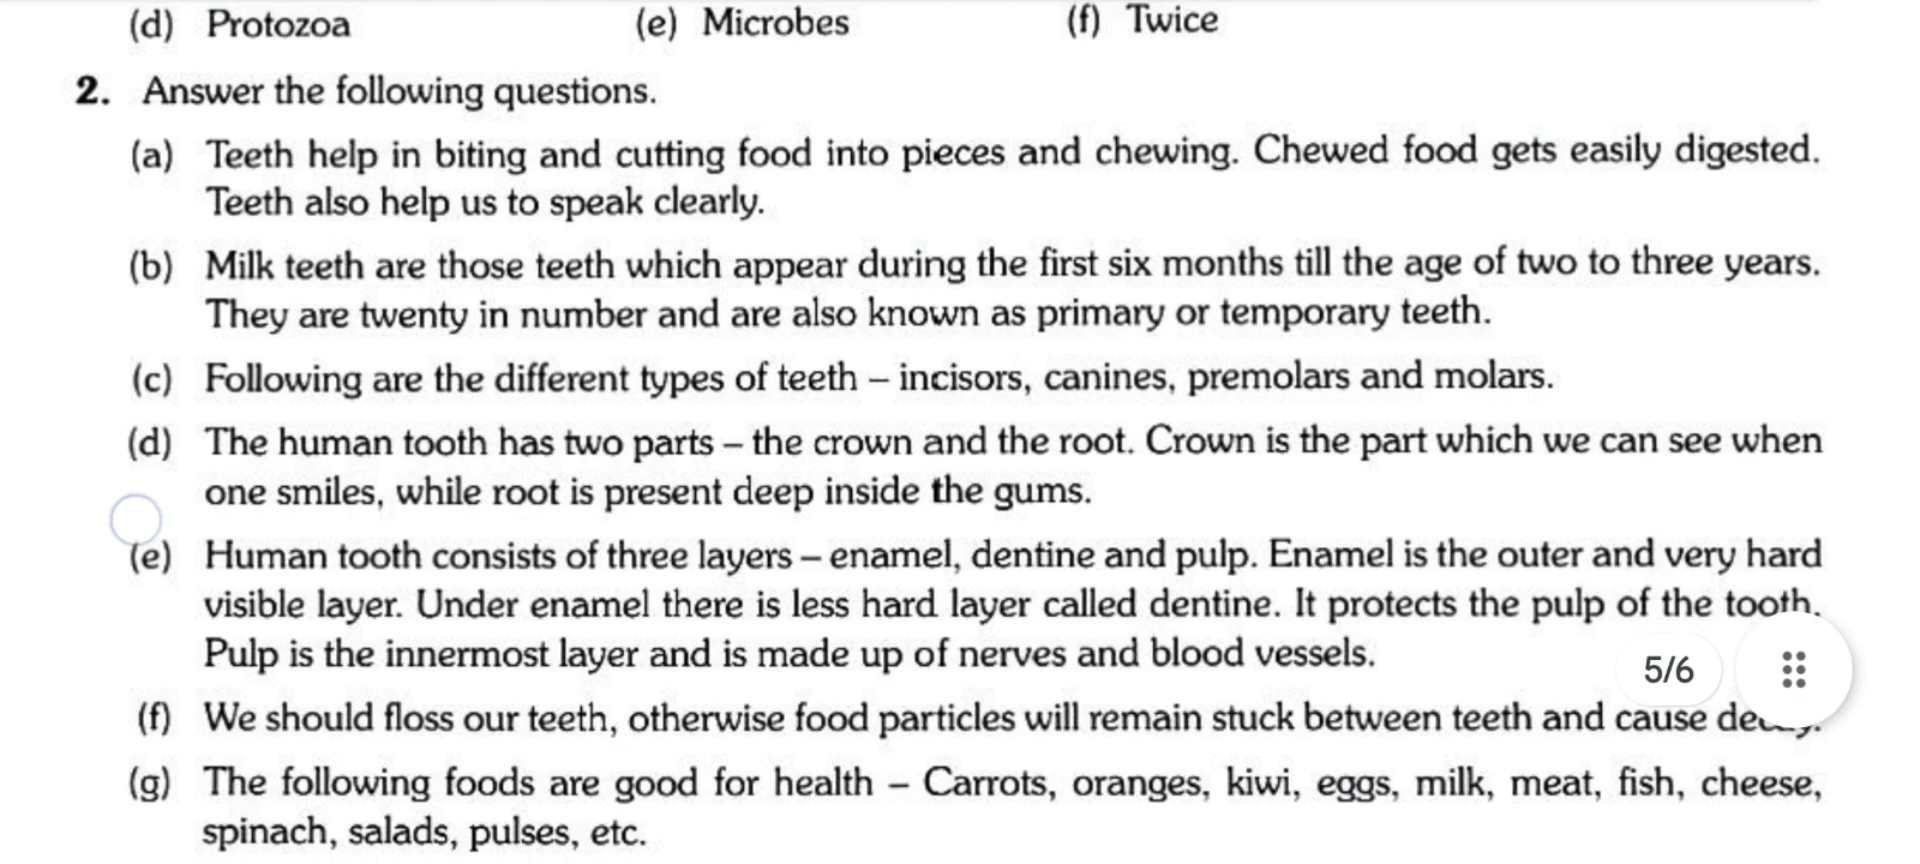 (d) Protozoa (e) Microbes (f) Twice
2. Answer the following questions.
(a) Teeth help in biting and cutting food into pieces and chewing. Chewed food gets easily digested.
Teeth also help us to speak clearly.
(b) Milk teeth are those teeth which appear during the first six months till the age of two to three years.
They are twenty in number and are also known as primary or temporary teeth.
(c) Following are the different types of teeth – incisors, canines, premolars and molars.
(d) The human tooth has two parts – the crown and the root. Crown is the part which we can see when
one smiles, while root is present deep inside the gums.
(e) Human tooth consists of three layers – enamel, dentine and pulp. Enamel is the outer and very hard
visible layer. Under enamel there is less hard layer called dentine. It protects the pulp of the tooth.
Pulp is the innermost layer and is made up of nerves and blood vessels.
5/6
(f) We should floss our teeth, otherwise food particles will remain stuck between teeth and cause
(g) The following foods are good for health – Carrots, oranges, kiwi, eggs, milk, meat, fish, cheese,
spinach, salads, pulses, etc.